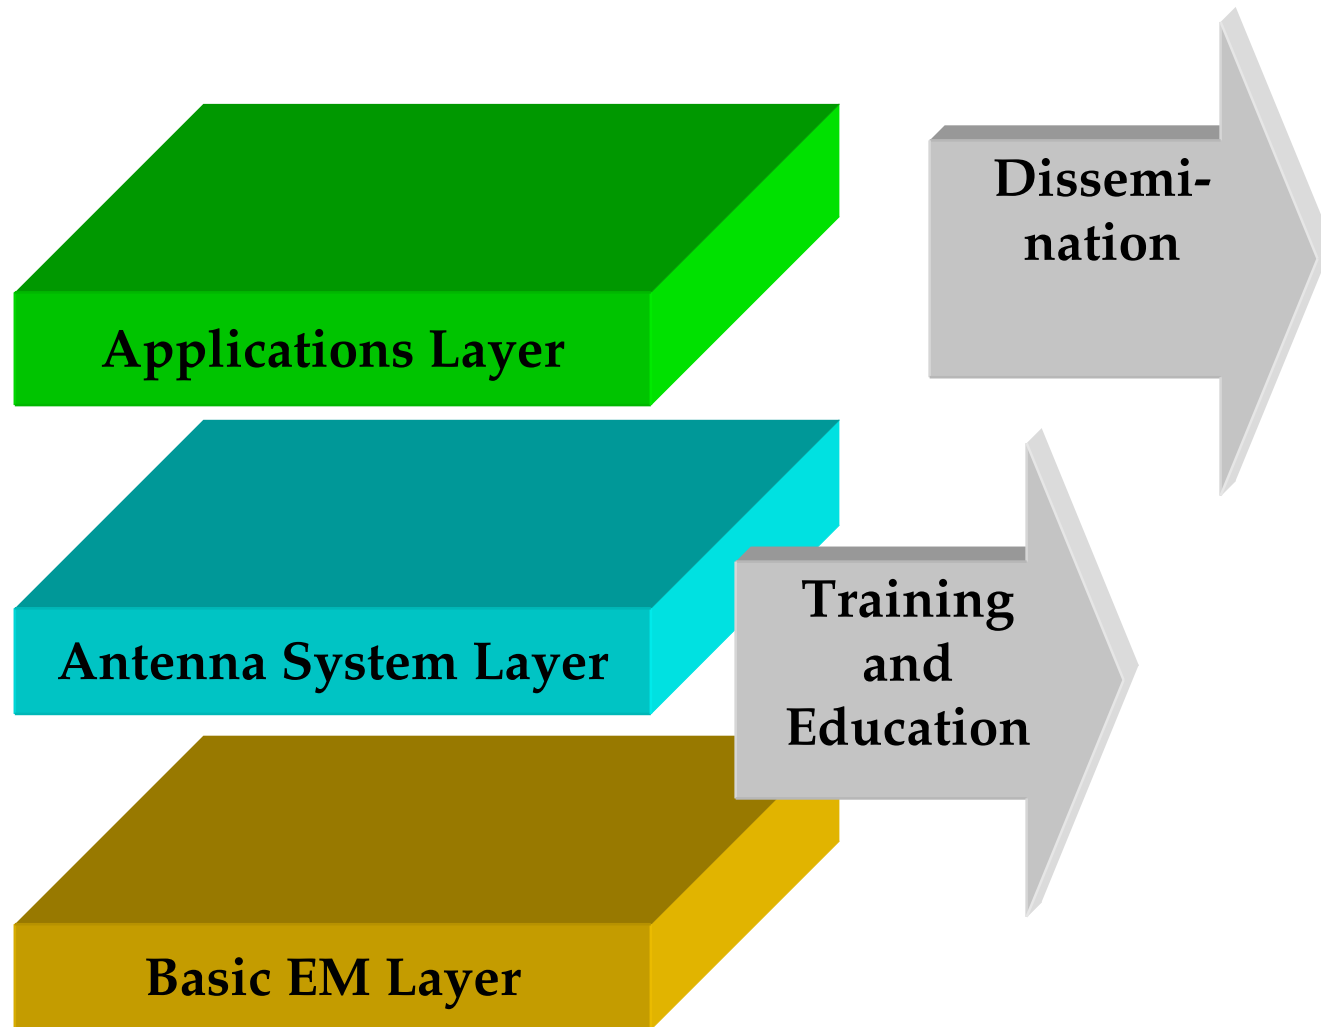 Dissemi-
nation
Applications Layer
Training
and
Education
Antenna System Layer
Basic EM Layer